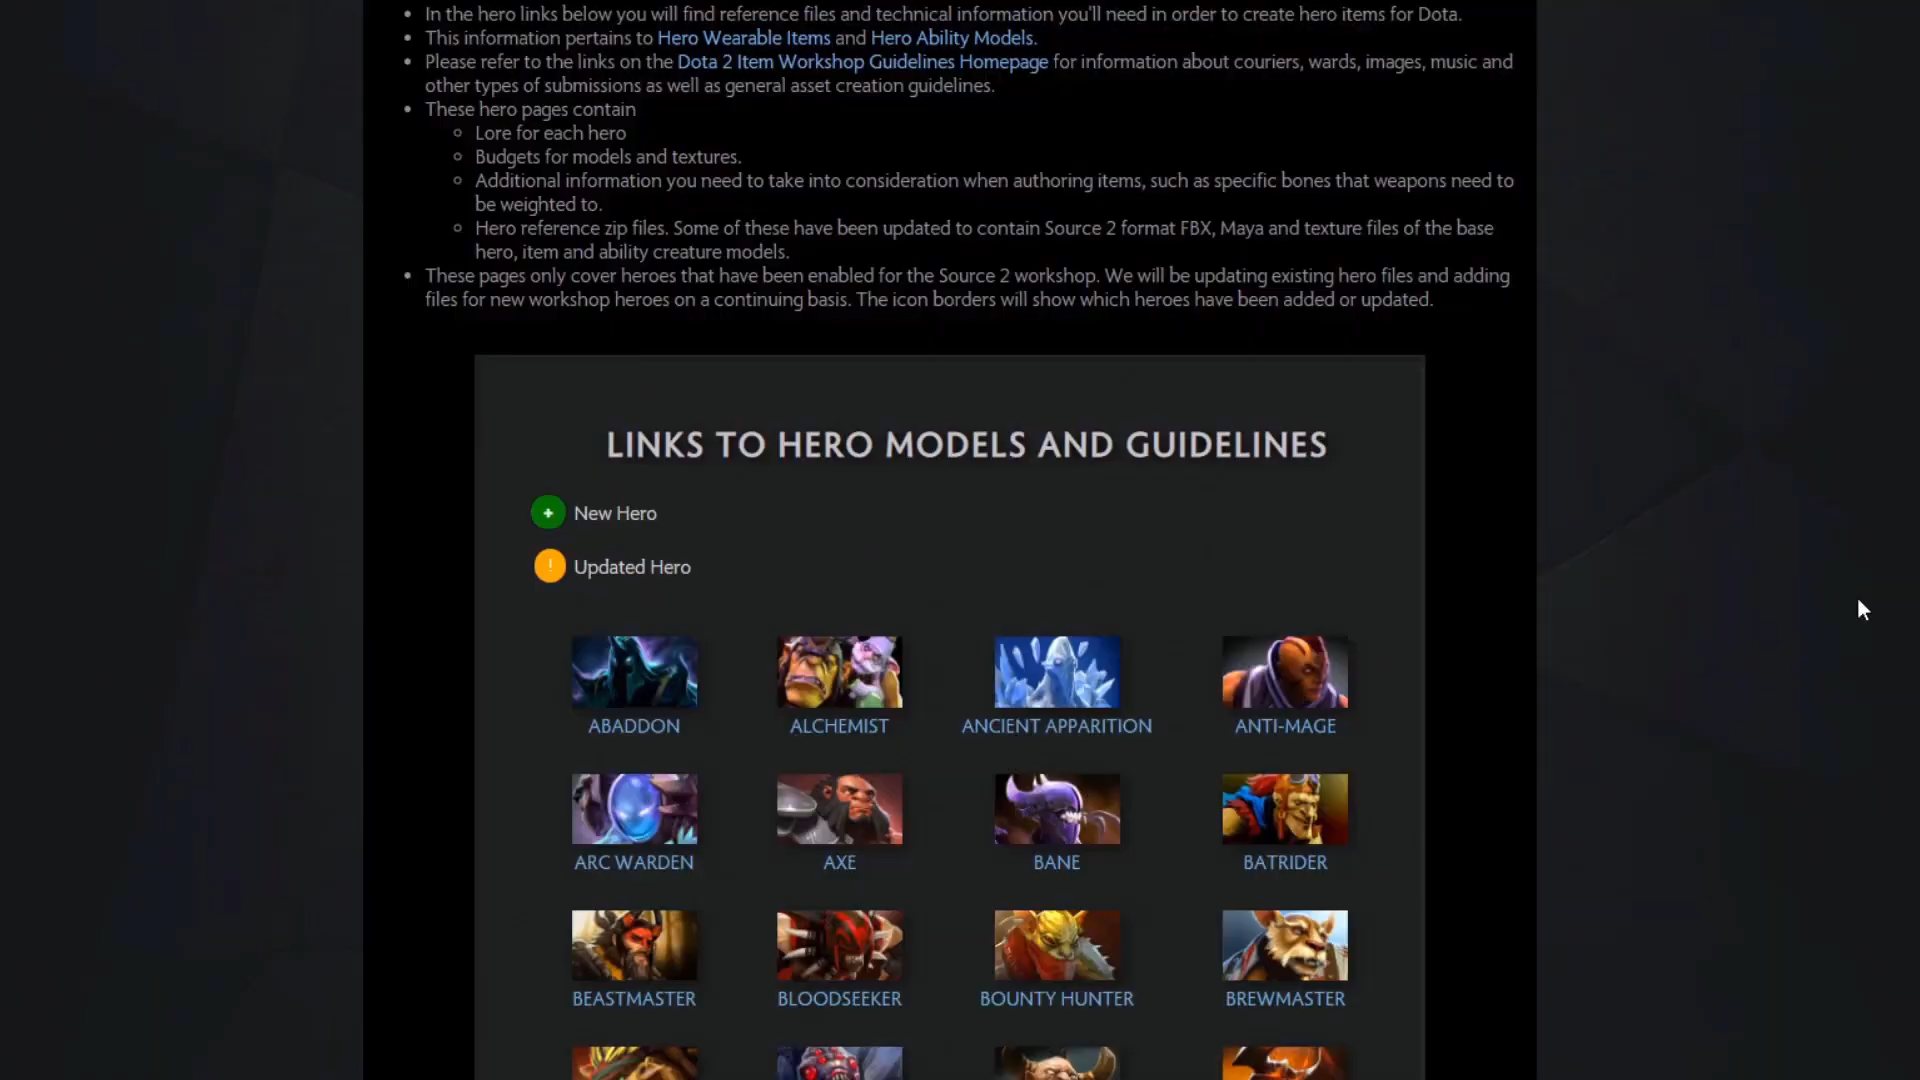 In the hero links below you will find reference files and technical information you'll need in order to create hero items for Dota.
This information pertains to Hero Wearable Items and Hero Ability Models.
Please refer to the links on the Dota 2 Item Workshop Guidelines Homepage for information about couriers, wards, images, music and
other types of submissions as well as general asset creation guidelines.
These hero pages contain
Lore for each hero
Budgets for models and textures.
Additional information you need to take into consideration when authoring items, such as specific bones that weapons need to
be weighted to.
Hero reference zip files. Some of these have been updated to contain Source 2 format FBX, Maya and texture files of the base
hero, item and ability creature models.
These pages only cover heroes that have been enabled for the Source 2 workshop. We will be updating existing hero files and adding
files for new workshop heroes on a continuing basis. The icon borders will show which heroes have been added or updated.
LINKS TO HERO MODELS AND GUIDELINES
+ New Hero
! Updated Hero
ABADDON ALCHEMIST ANCIENT APPARITION ANTI-MAGE
ARC WARDEN AXE BANE BATRIDER
BEASTMASTER BLOODSEEKER BOUNTY HUNTER BREWMASTER